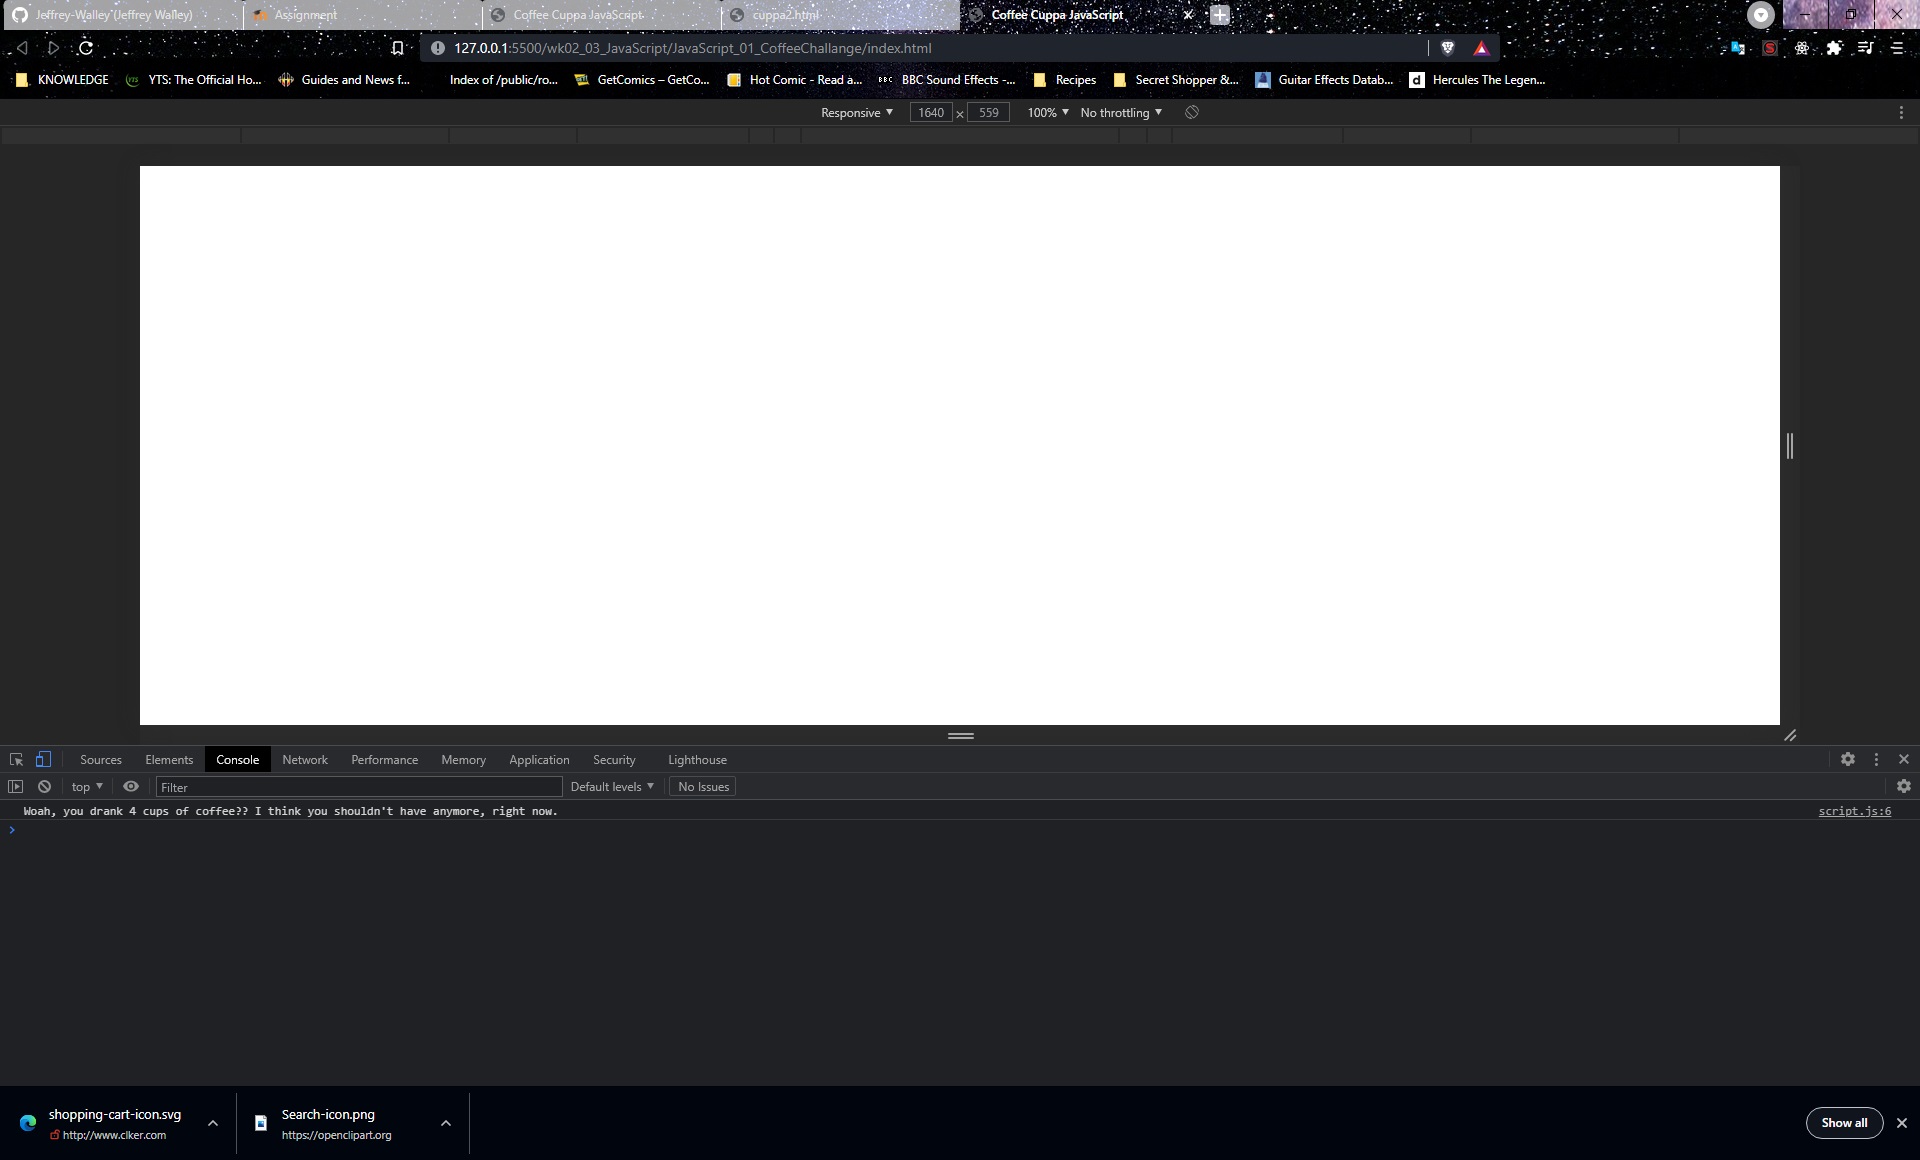 Jeffrey-Walley (Jeffrey Walley) Assignment Coffee Cuppa JavaScript cuppa2.html Coffee Cuppa JavaScript
127.0.0.1:5500/wk02_03_JavaScript/JavaScript_01_CoffeeChallange/index.html
KNOWLEDGE YTS: The Official Ho... Guides and News f... Index of /public/ro... GetComics – GetCo... Hot Comic - Read a... BBC BBC Sound Effects -... Recipes Secret Shopper &... Guitar Effects Datab... d Hercules The Legen...
Responsive 1640 × 559 100% No throttling
Sources Elements Console Network Performance Memory Application Security Lighthouse
top Filter Default levels No Issues
Woah, you drank 4 cups of coffee?? I think you shouldn't have anymore, right now. script.js:6
shopping-cart-icon.svg Search-icon.png Show all
http://www.clker.com https://openclipart.org